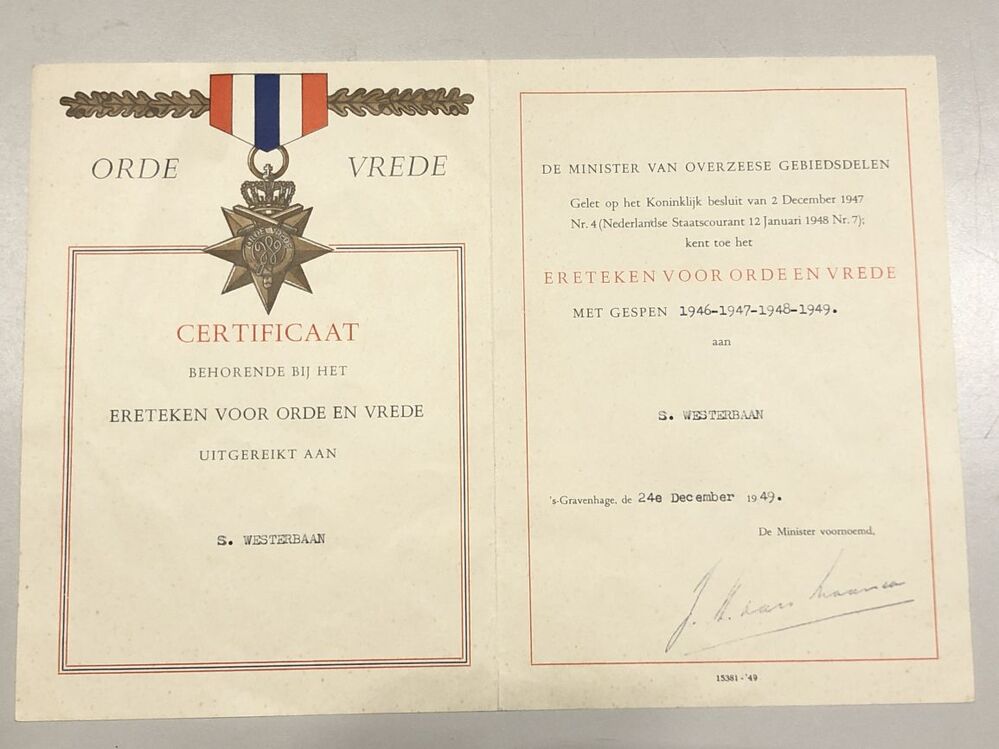 ORDE VREDE
CERTIFICAAT
BEHORENDE BIJ HET
ERETEKEN VOOR ORDE EN VREDE
UITGEREIKT AAN
S. WESTERBAAN
DE MINISTER VAN OVERZEESE GEBIEDSDELEN
Gelet op het Koninklijk besluit van 2 December 1947
Nr. 4 (Nederlandse Staatscourant 12 Januari 1948 Nr. 7);
kent toe het
ERETEKEN VOOR ORDE EN VREDE
MET GESPEN 1946-1947-1948-1949.
aan
S. WESTERBAAN
's-Gravenhage, de 24e December 1949.
De Minister voornoemd,
J. H. van
15381 - '49